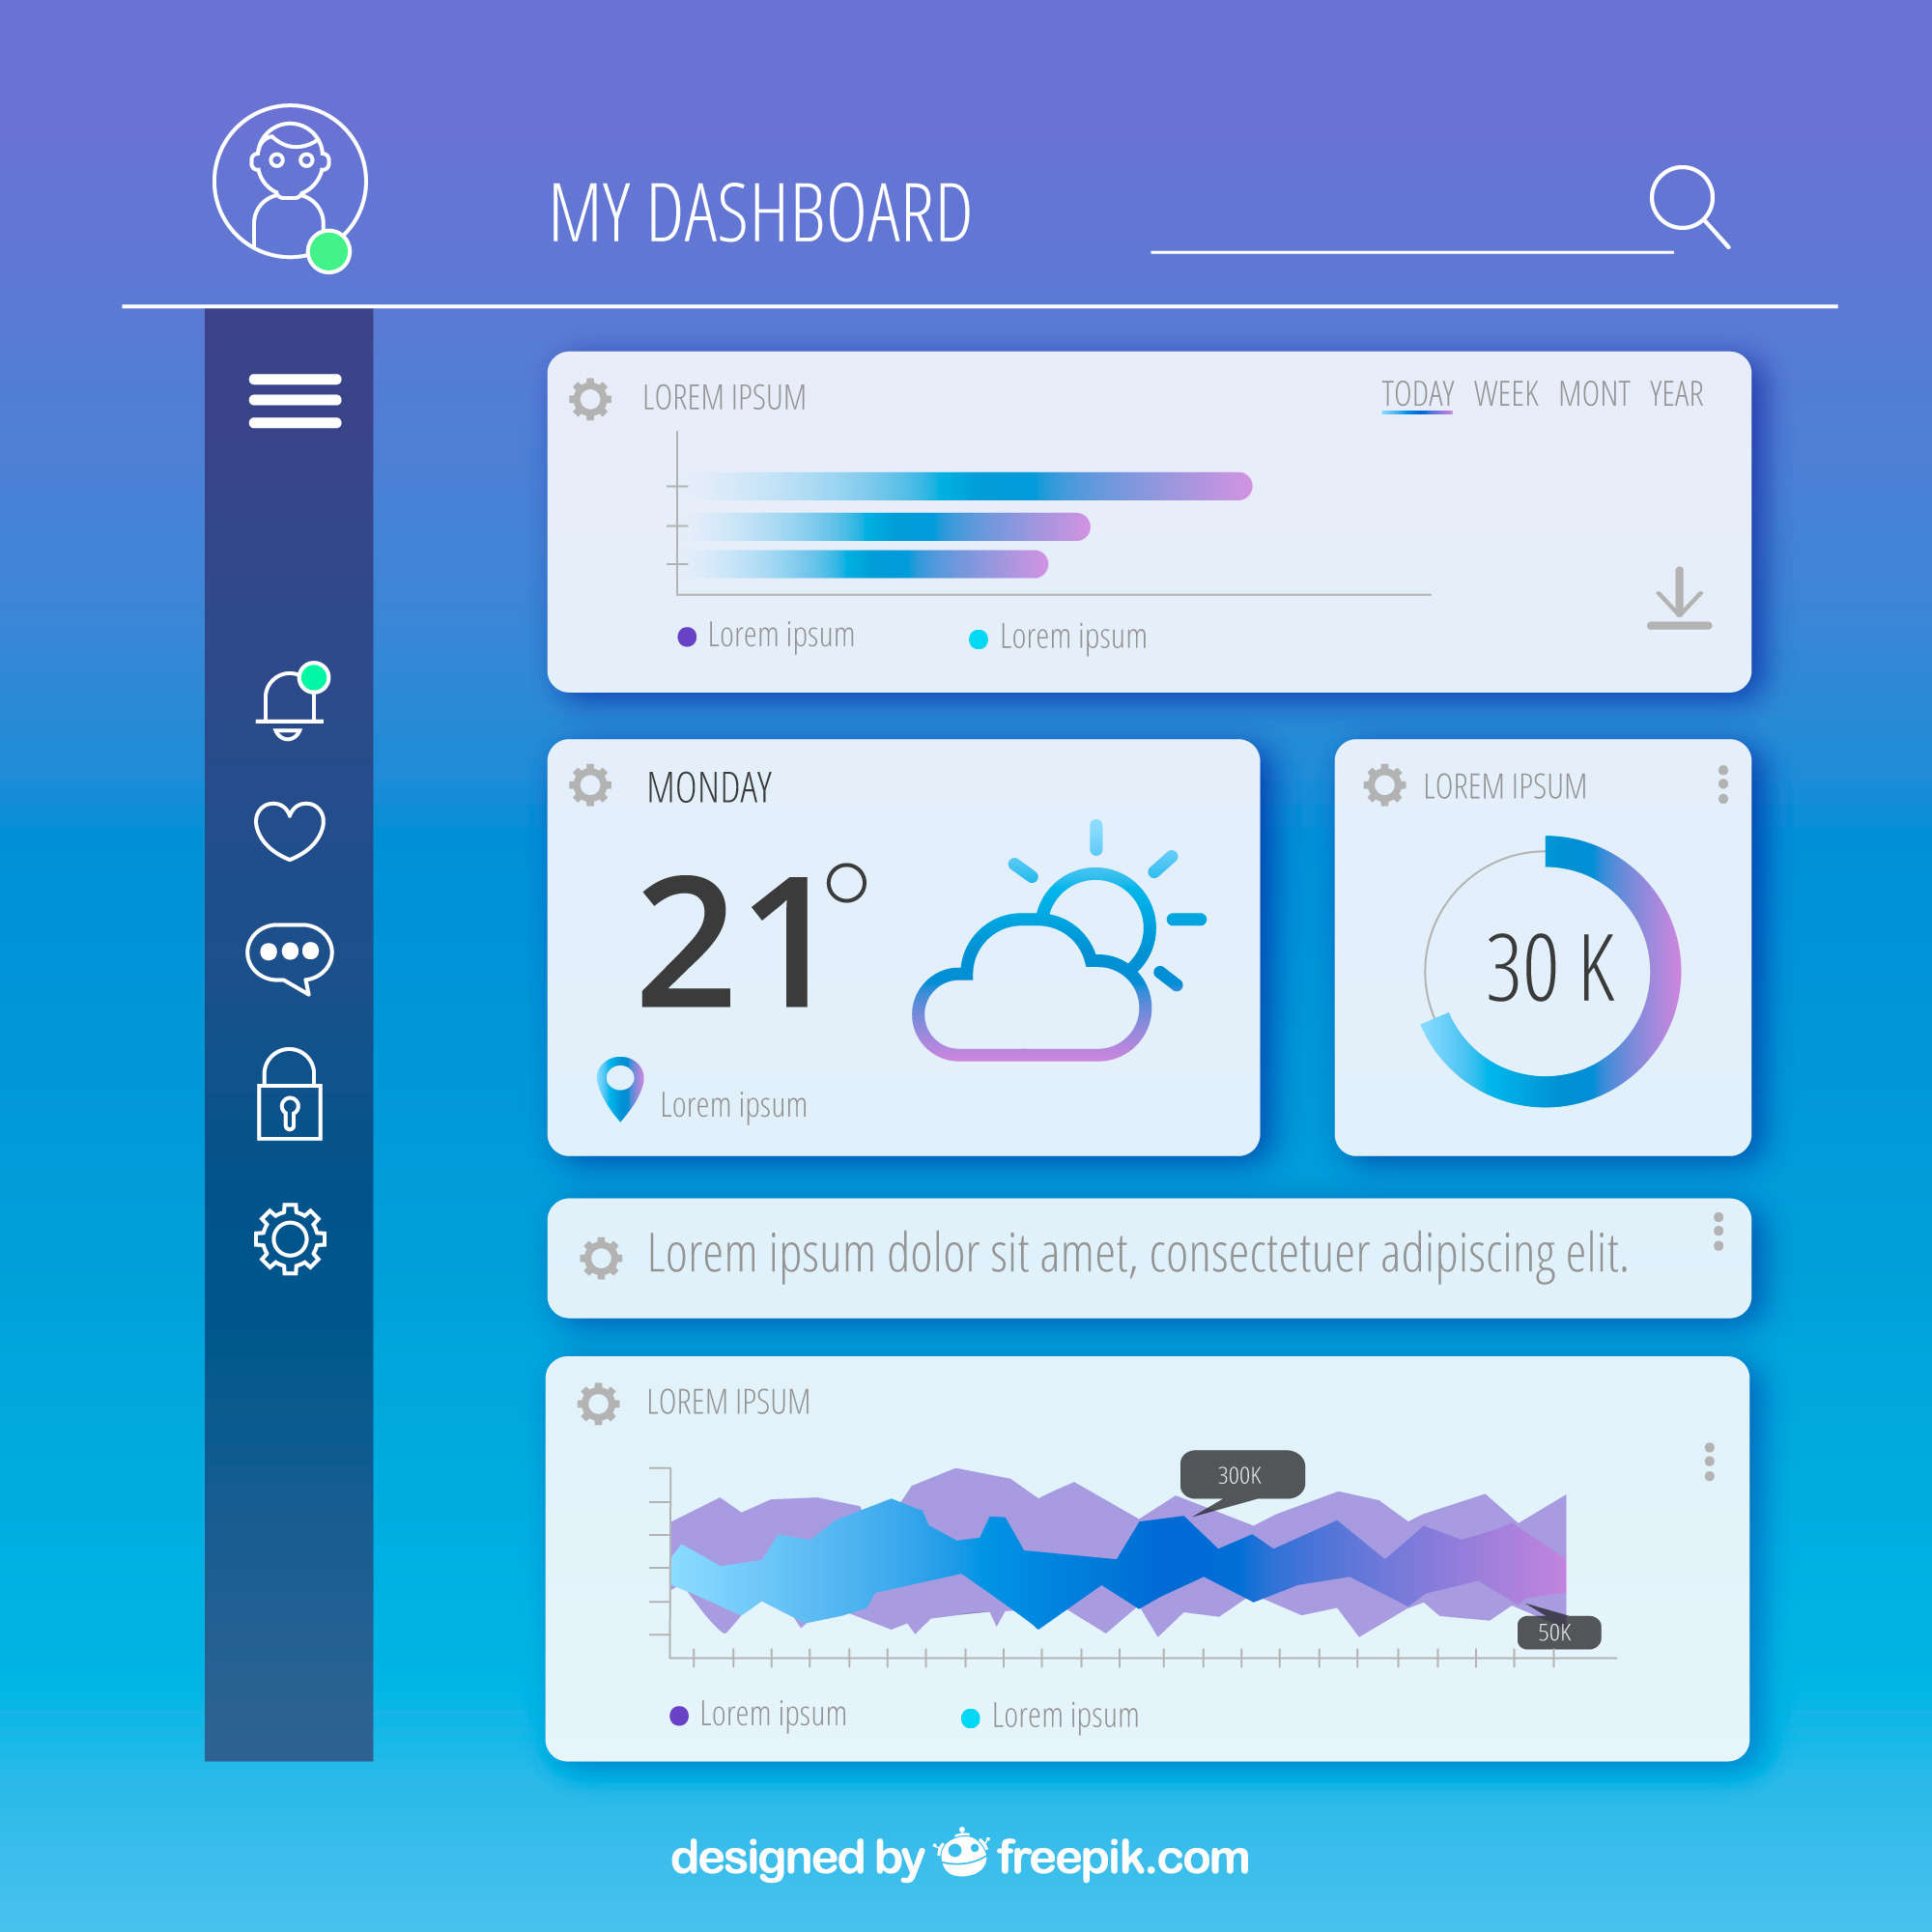 MY DASHBOARD
LOREM IPSUM
TODAY WEEK MONT YEAR
Lorem ipsum
Lorem ipsum
MONDAY
21°
Lorem ipsum
LOREM IPSUM
30 K
Lorem ipsum dolor sit amet, consectetuer adipiscing elit.
LOREM IPSUM
300K
50K
Lorem ipsum
Lorem ipsum
designed by freepik.com